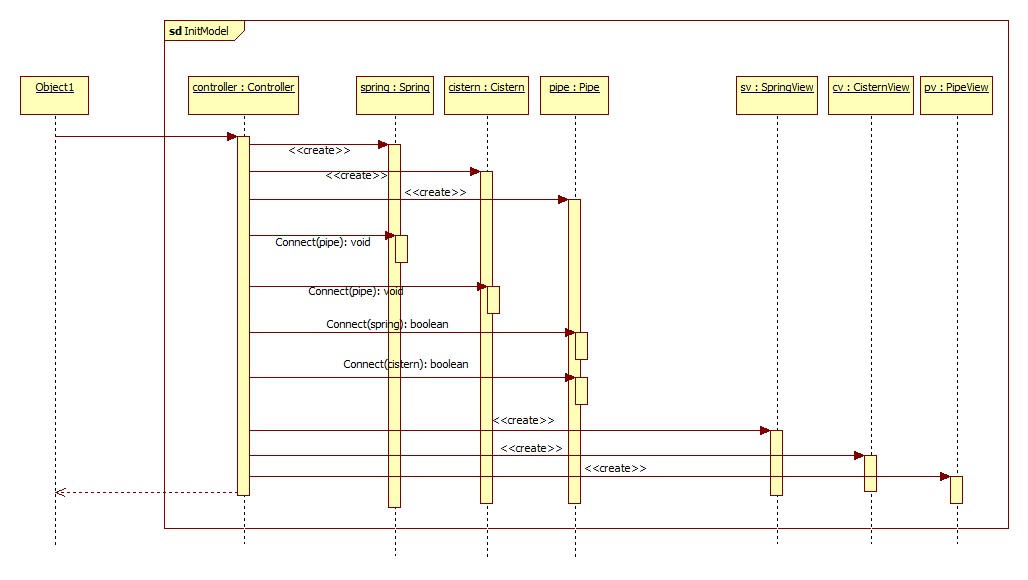 sd InitModel
Object1
controller : Controller
spring : Spring
cistern : Cistern
pipe : Pipe
sv : SpringView
cv : CisternView
pv : PipeView
<<create>>
<<create>>
<<create>>
Connect(pipe): void
Connect(pipe): void
Connect(spring): boolean
Connect(cistern): boolean
<<create>>
<<create>>
<<create>>